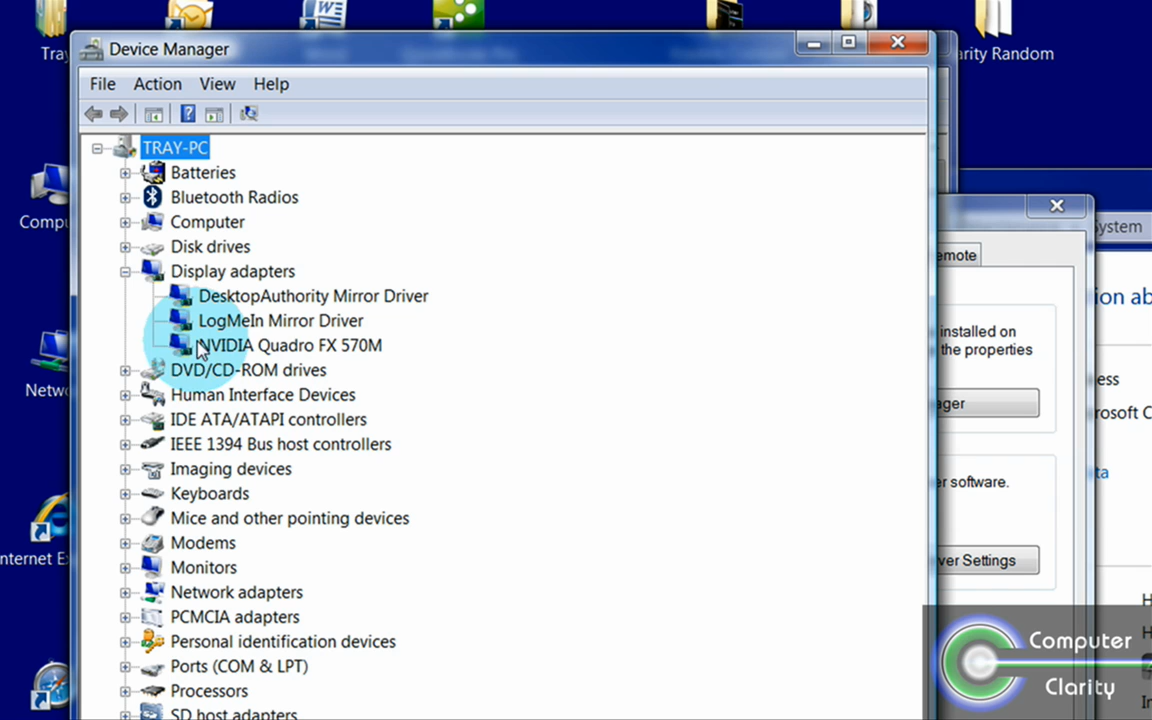 Tray
arity Random
Device Manager
File Action View Help
TRAY-PC
Batteries
Bluetooth Radios
Computer
Disk drives
Display adapters
DesktopAuthority Mirror Driver
LogMeIn Mirror Driver
NVIDIA Quadro FX 570M
DVD/CD-ROM drives
Human Interface Devices
IDE ATA/ATAPI controllers
IEEE 1394 Bus host controllers
Imaging devices
Keyboards
Mice and other pointing devices
Modems
Monitors
Network adapters
PCMCIA adapters
Personal identification devices
Ports (COM & LPT)
Processors
SD host adapters
Compu
Netwo
nternet E
System
emote
ion ab
installed on
the properties
ess
ager
rosoft C
ta
er software.
ver Settings
Computer
Clarity